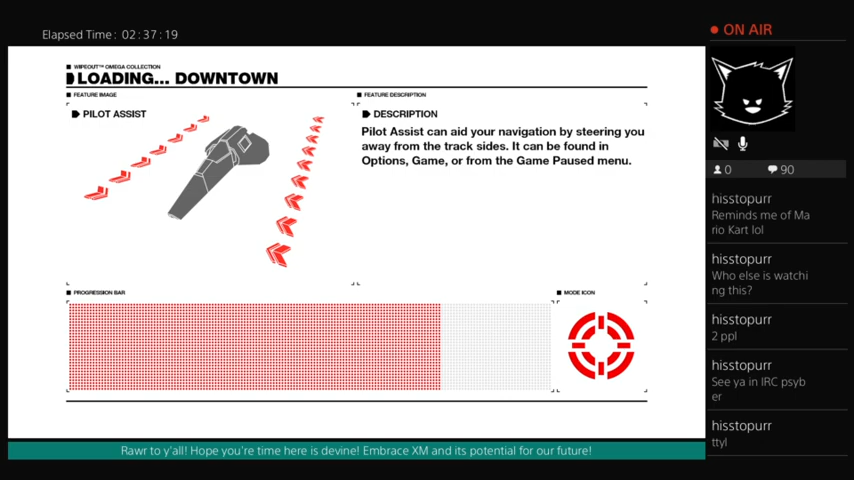 Elapsed Time : 02:37:19
ON AIR
WIPEOUT™ OMEGA COLLECTION
LOADING... DOWNTOWN
FEATURE IMAGE
FEATURE DESCRIPTION
PILOT ASSIST
DESCRIPTION
Pilot Assist can aid your navigation by steering you
away from the track sides. It can be found in
Options, Game, or from the Game Paused menu.
PROGRESSION BAR
MODE ICON
0
90
hisstopurr
Reminds me of Ma
rio Kart lol
hisstopurr
Who else is watchi
ng this?
hisstopurr
2 ppl
hisstopurr
See ya in IRC psyb
er
hisstopurr
ttyl
Rawr to y'all! Hope you're time here is devine! Embrace XM and its potential for our future!